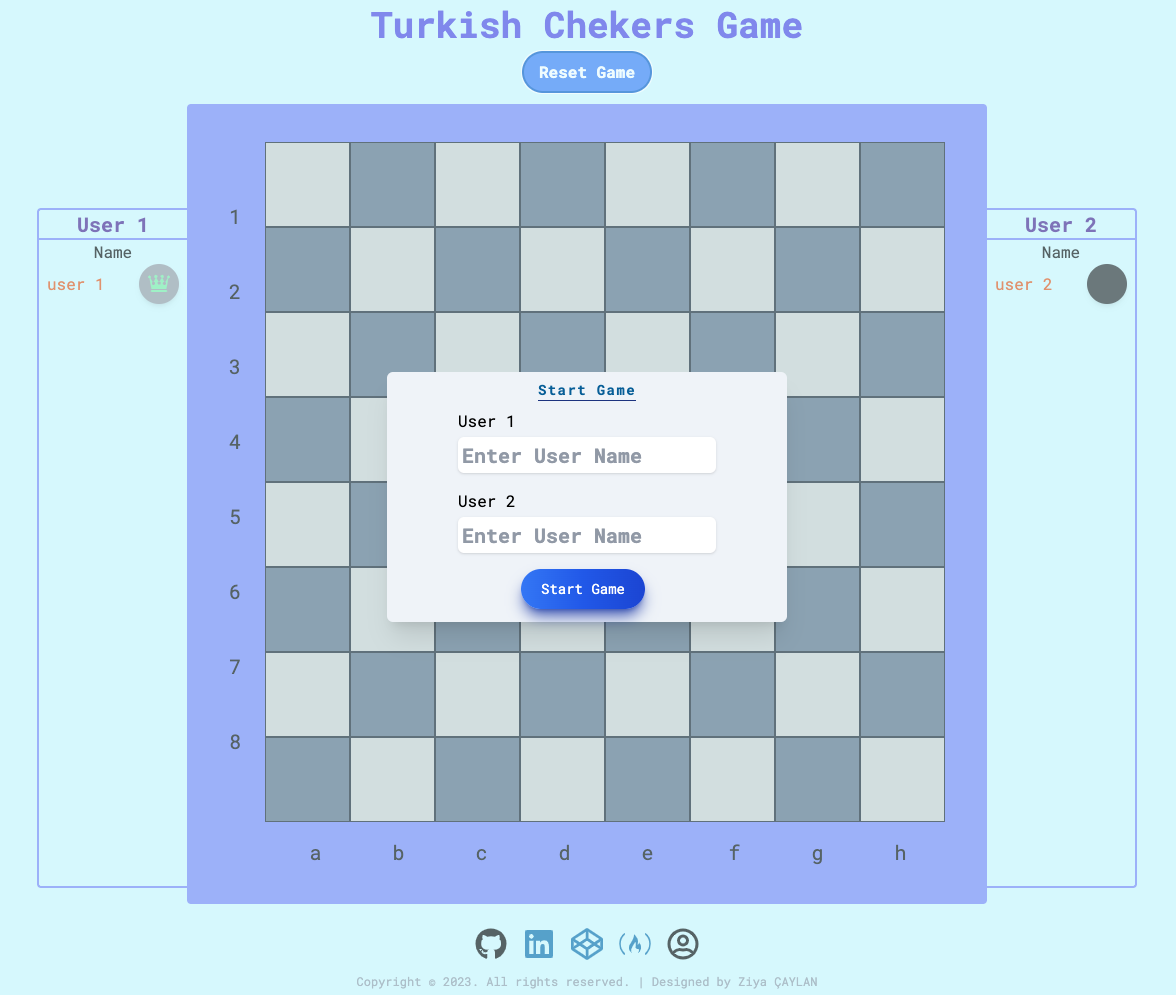 Turkish Chekers Game
Reset Game
User 1
Name
user 1
1
2
3
4
5
6
7
8
a b c d e f g h
Start Game
User 1
Enter User Name
User 2
Enter User Name
Start Game
User 2
Name
user 2
in
Copyright © 2023. All rights reserved. | Designed by Ziya ÇAYLAN